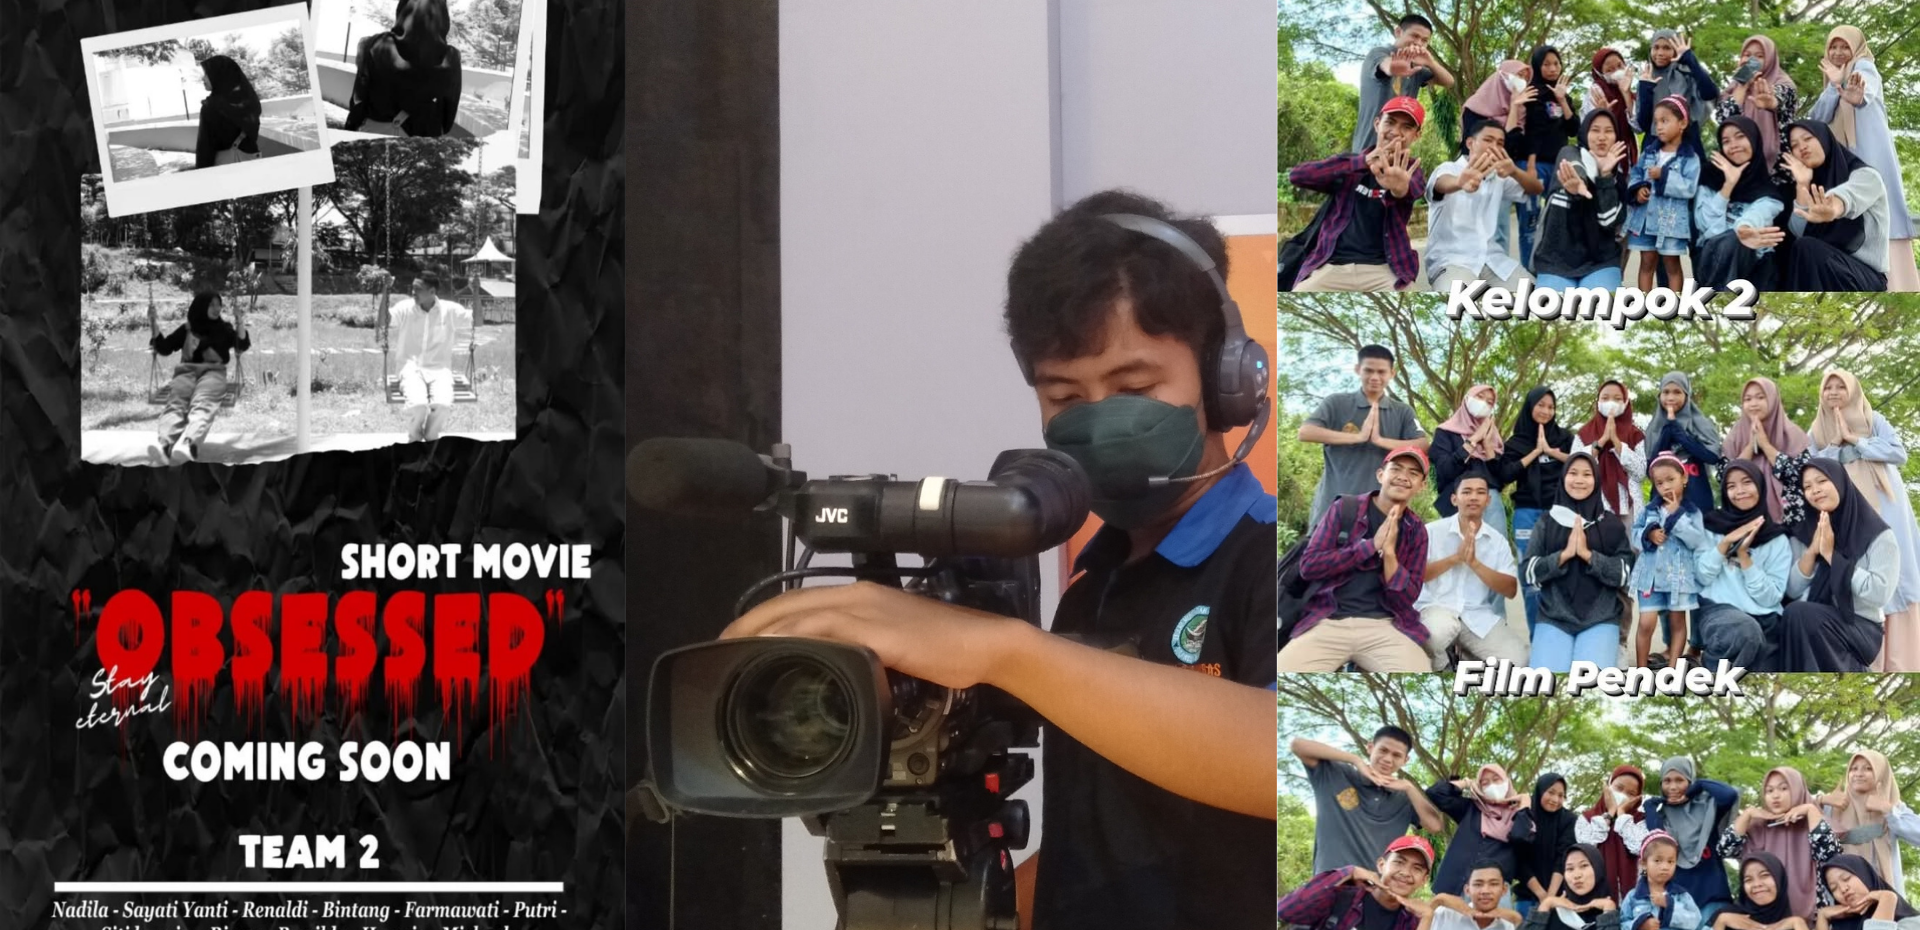 SHORT MOVIE
"OBSESSED"
Stay
eternal
COMING SOON
TEAM 2
Nadila - Sayati Yanti - Renaldi - Bintang - Farmawati - Putri -
JVC
Kelompok 2
Film Pendek